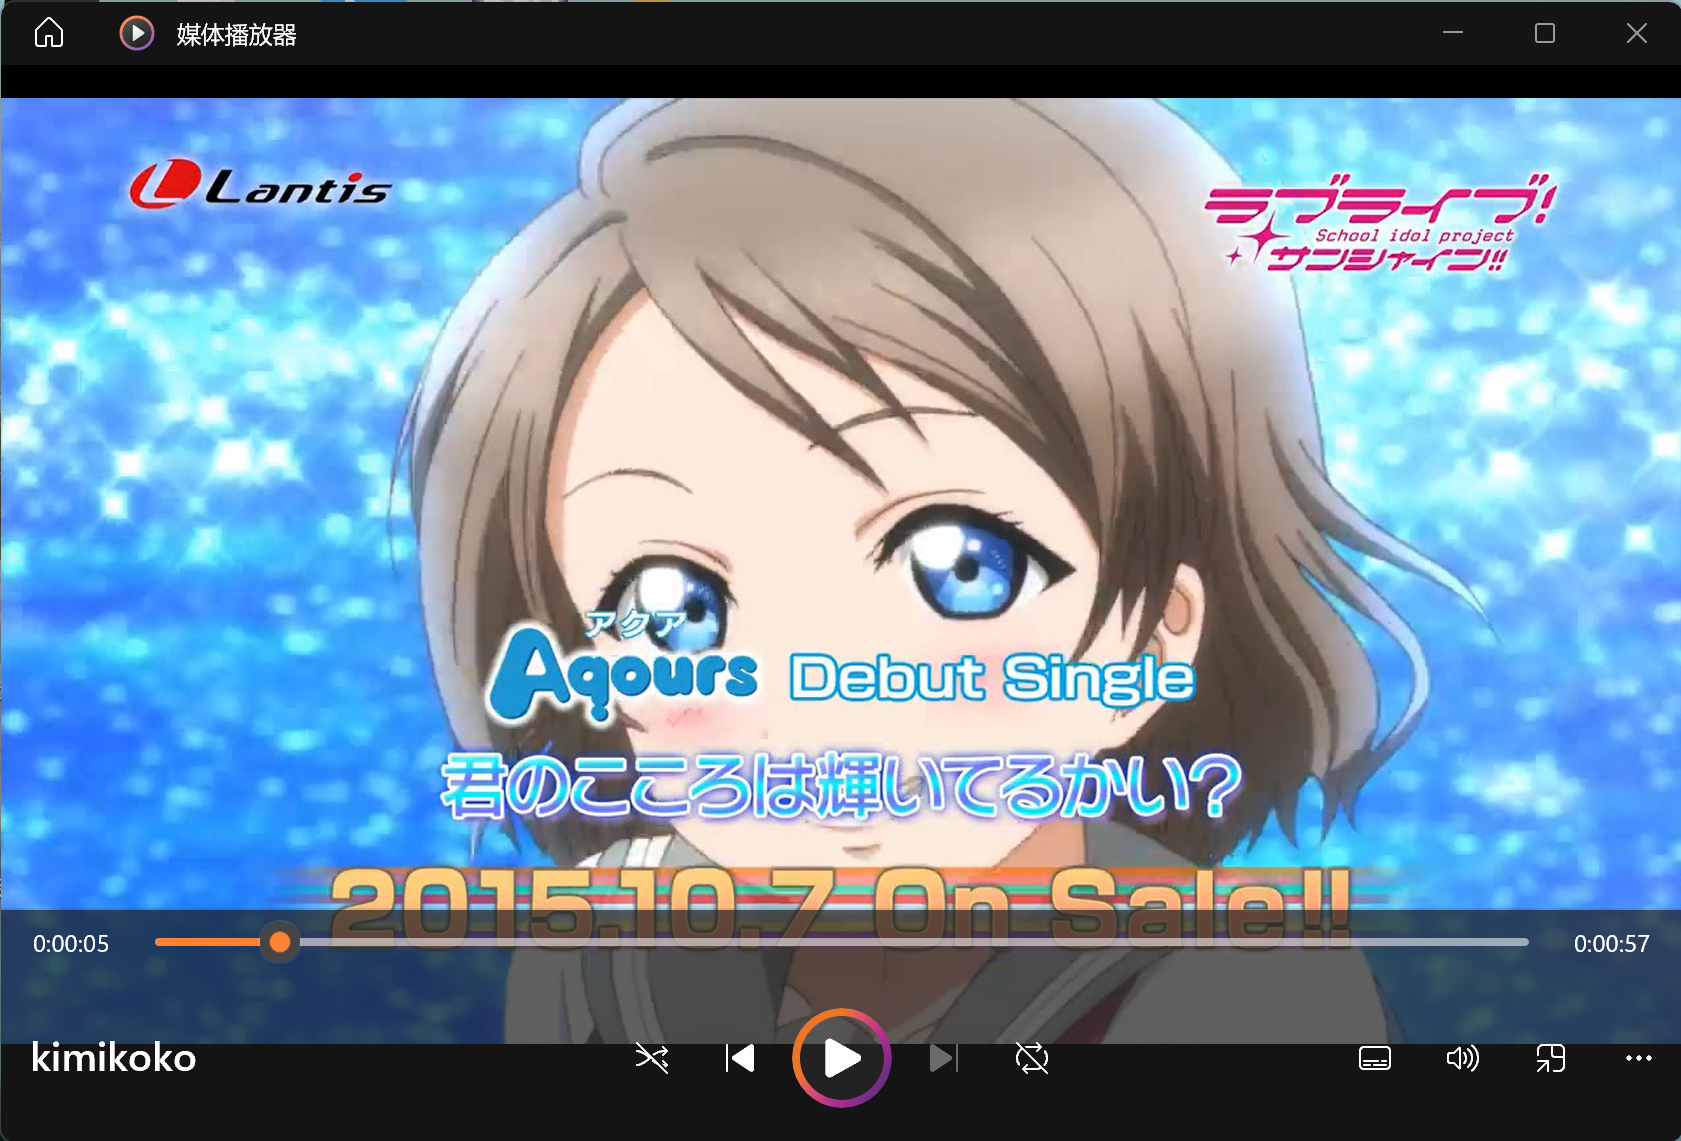 媒体播放器
Lantis
ラブライブ!
School idol project
サンシャイン!!
アクア
Aqours Debut Single
君のこころは輝いてるかい?
2015.10.7 On Sale!!
0:00:05
0:00:57
kimikoko